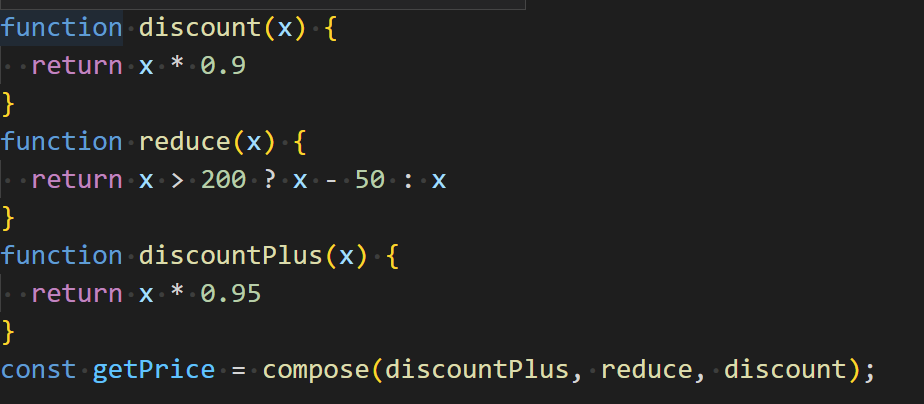 function discount(x) {
  return x * 0.9
}
function reduce(x) {
  return x > 200 ? x - 50 : x
}
function discountPlus(x) {
  return x * 0.95
}
const getPrice = compose(discountPlus, reduce, discount);